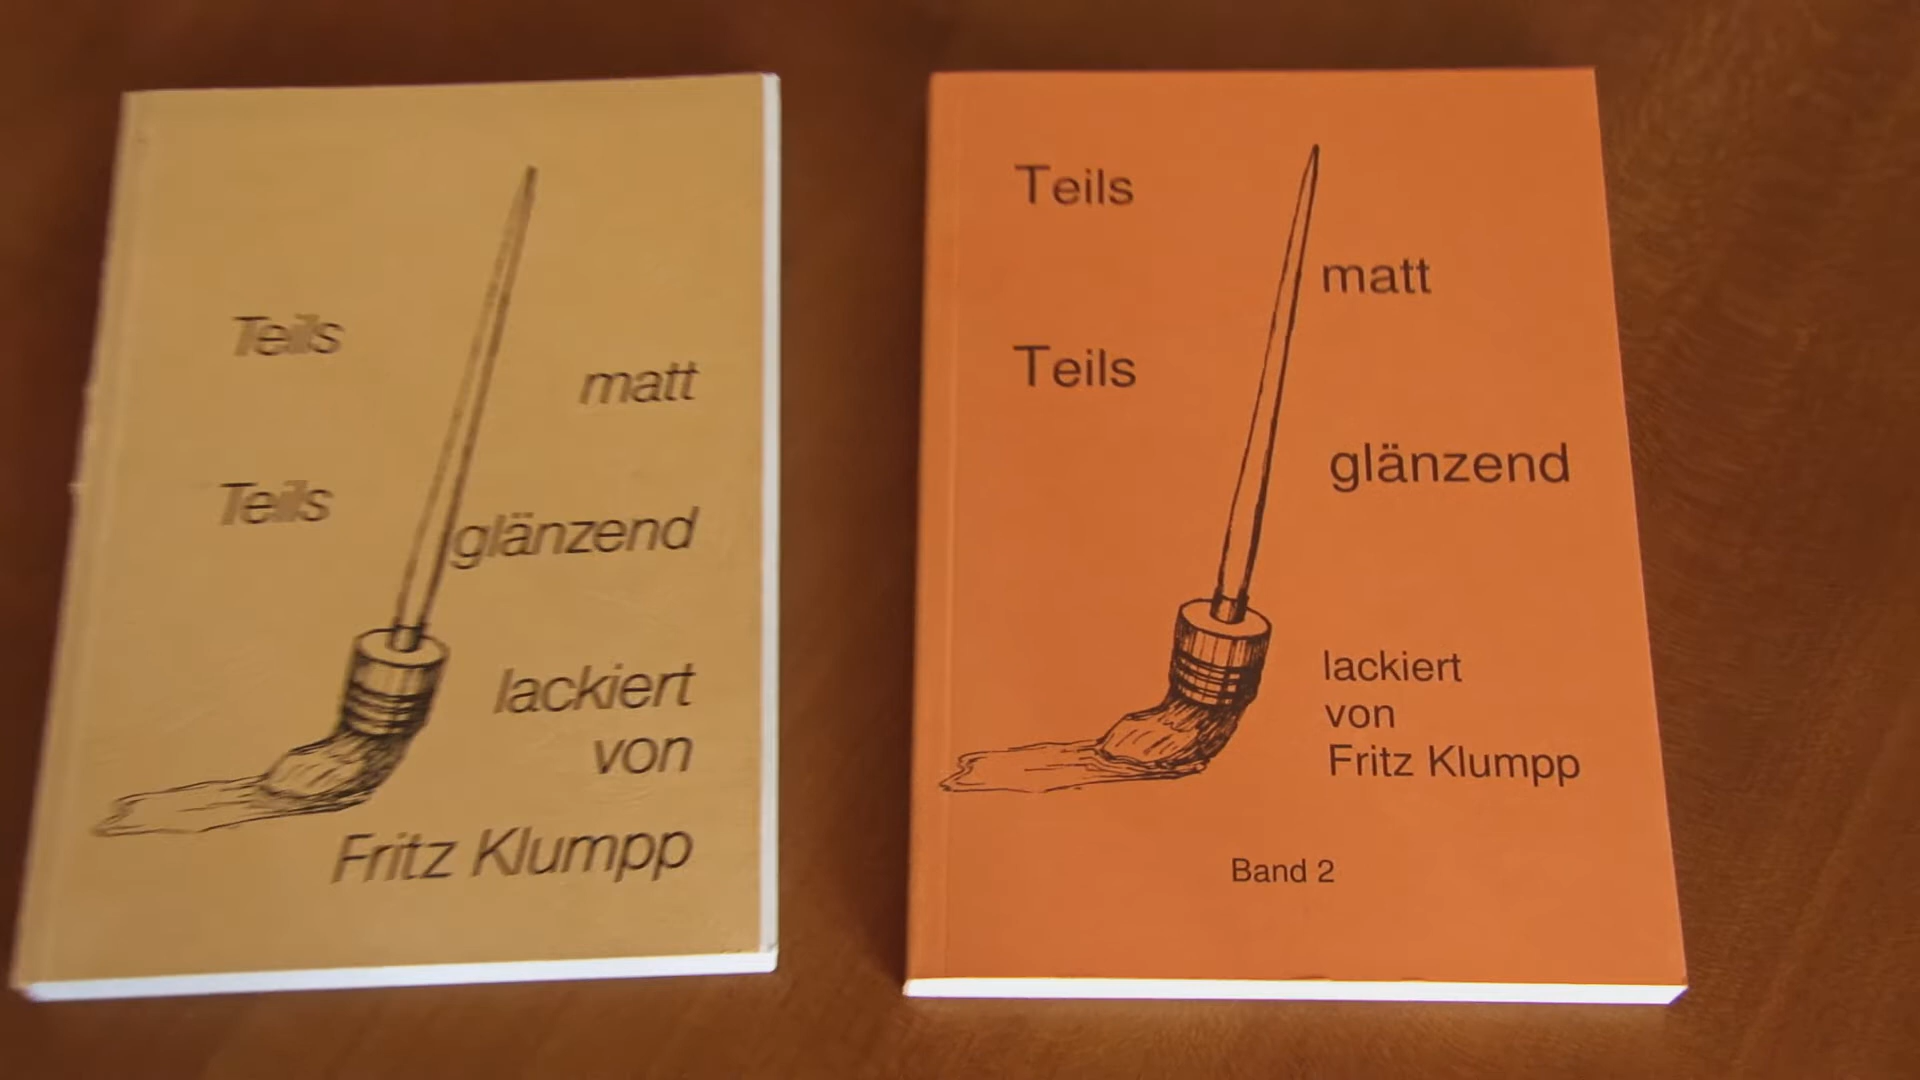 Teils
matt
Teils
glänzend
lackiert
von
Fritz Klumpp
Teils
matt
Teils
glänzend
lackiert
von
Fritz Klumpp
Band 2